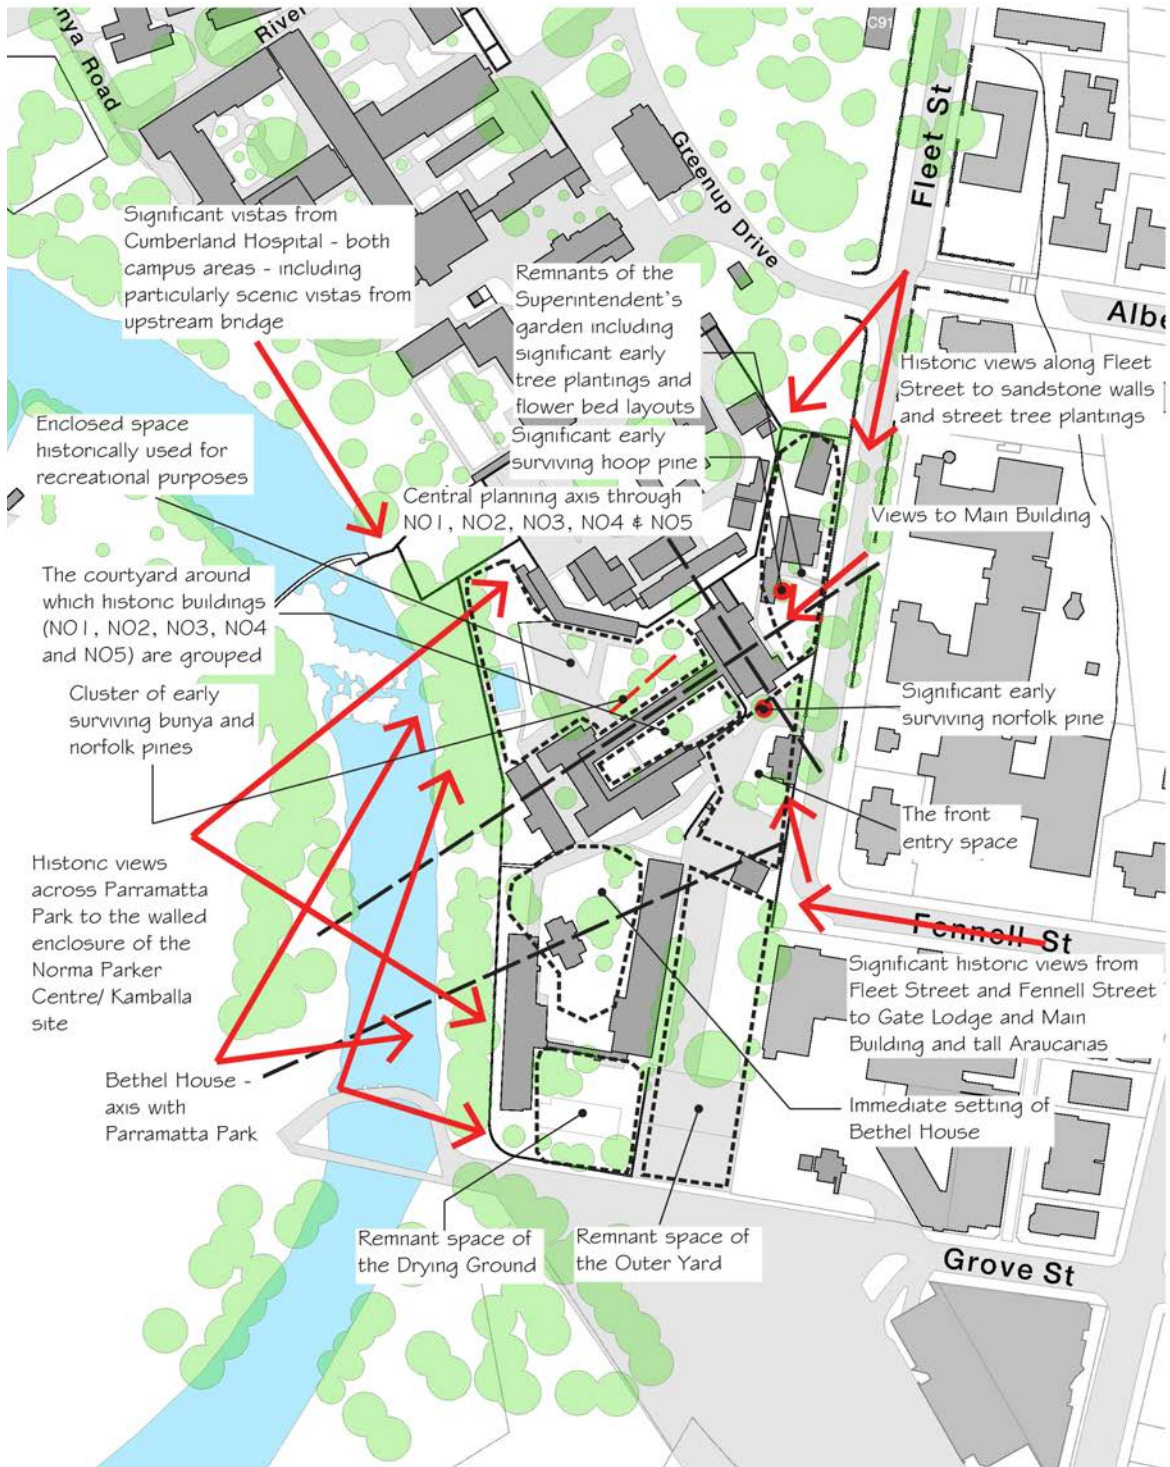 unya Road
River
C91
Greenup Drive
Fleet St
Significant vistas from
Cumberland Hospital - both
campus areas - including
particularly scenic vistas from
upstream bridge
Remnants of the
Superintendent's
garden including
significant early
tree plantings and
flower bed layouts
Albe
Historic views along Fleet
Street to sandstone walls
and street tree plantings
Enclosed space
historically used for
recreational purposes
Significant early
surviving hoop pine
Central planning axis through
NO1, NO2, NO3, NO4 & NO5
Views to Main Building
The courtyard around
which historic buildings
(NO1, NO2, NO3, NO4
and NO5) are grouped
Cluster of early
surviving bunya and
norfolk pines
Significant early
surviving norfolk pine
The front
entry space
Historic views
across Parramatta
Park to the walled
enclosure of the
Norma Parker
Centre/ Kamballa
site
Fennell St
Significant historic views from
Fleet Street and Fennell Street
to Gate Lodge and Main
Building and tall Araucarias
Bethel House -
axis with
Parramatta Park
Immediate setting of
Bethel House
Remnant space of
the Drying Ground
Remnant space of
the Outer Yard
Grove St